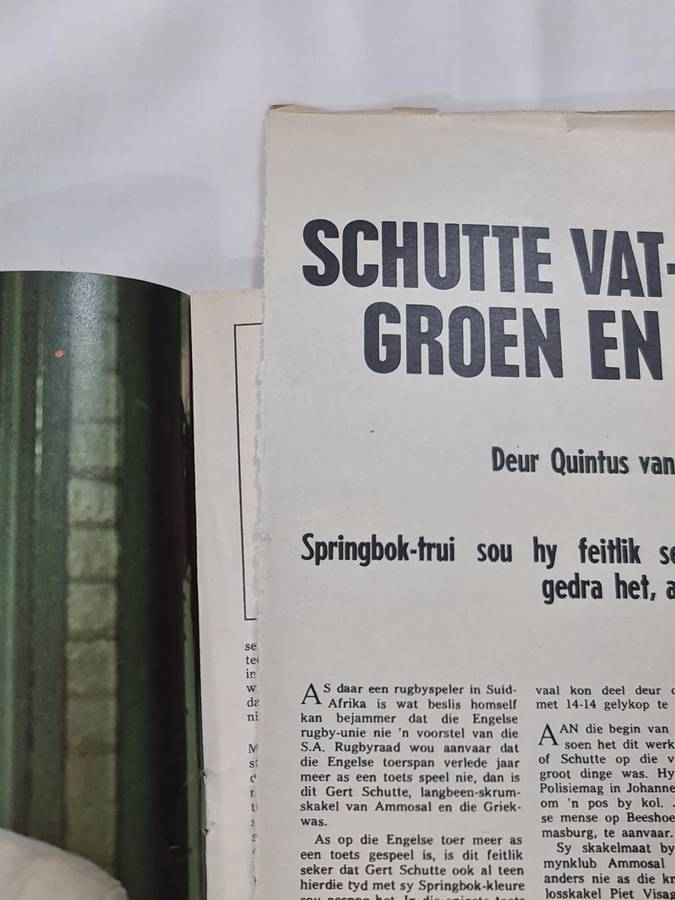 SCHUTTE VAT-
GROEN EN
Deur Quintus van
Springbok-trui sou hy feitlik se
gedra het, a
AS daar een rugbyspeler in Suid-
Afrika is wat beslis homself
kan bejammer dat die Engelse
rugby-unie nie 'n voorstel van die
S.A. Rugbyraad wou aanvaar dat
die Engelse toerspan verlede jaar
meer as een toets speel nie, dan is
dit Gert Schutte, langbeen-skrum-
skakel van Ammosal en die Griek-
was.
As op die Engelse toer meer as
een toets gespeel is, is dit feitlik
seker dat Gert Schutte ook al teen
hierdie tyd met sy Springbok-kleure
vaal kon deel deur
met 14-14 gelykop te
AAN die begin van
soen het dit werk
of Schutte op die v
groot dinge was. Hy
Polisiemag in Johanne
om 'n pos by kol. J
se mense op Beeshoe
masburg, te aanvaar.
Sy skakelmaat by
mynklub Ammosal
anders nie as die kr
losskakel Piet Visag
se
in
w
ni